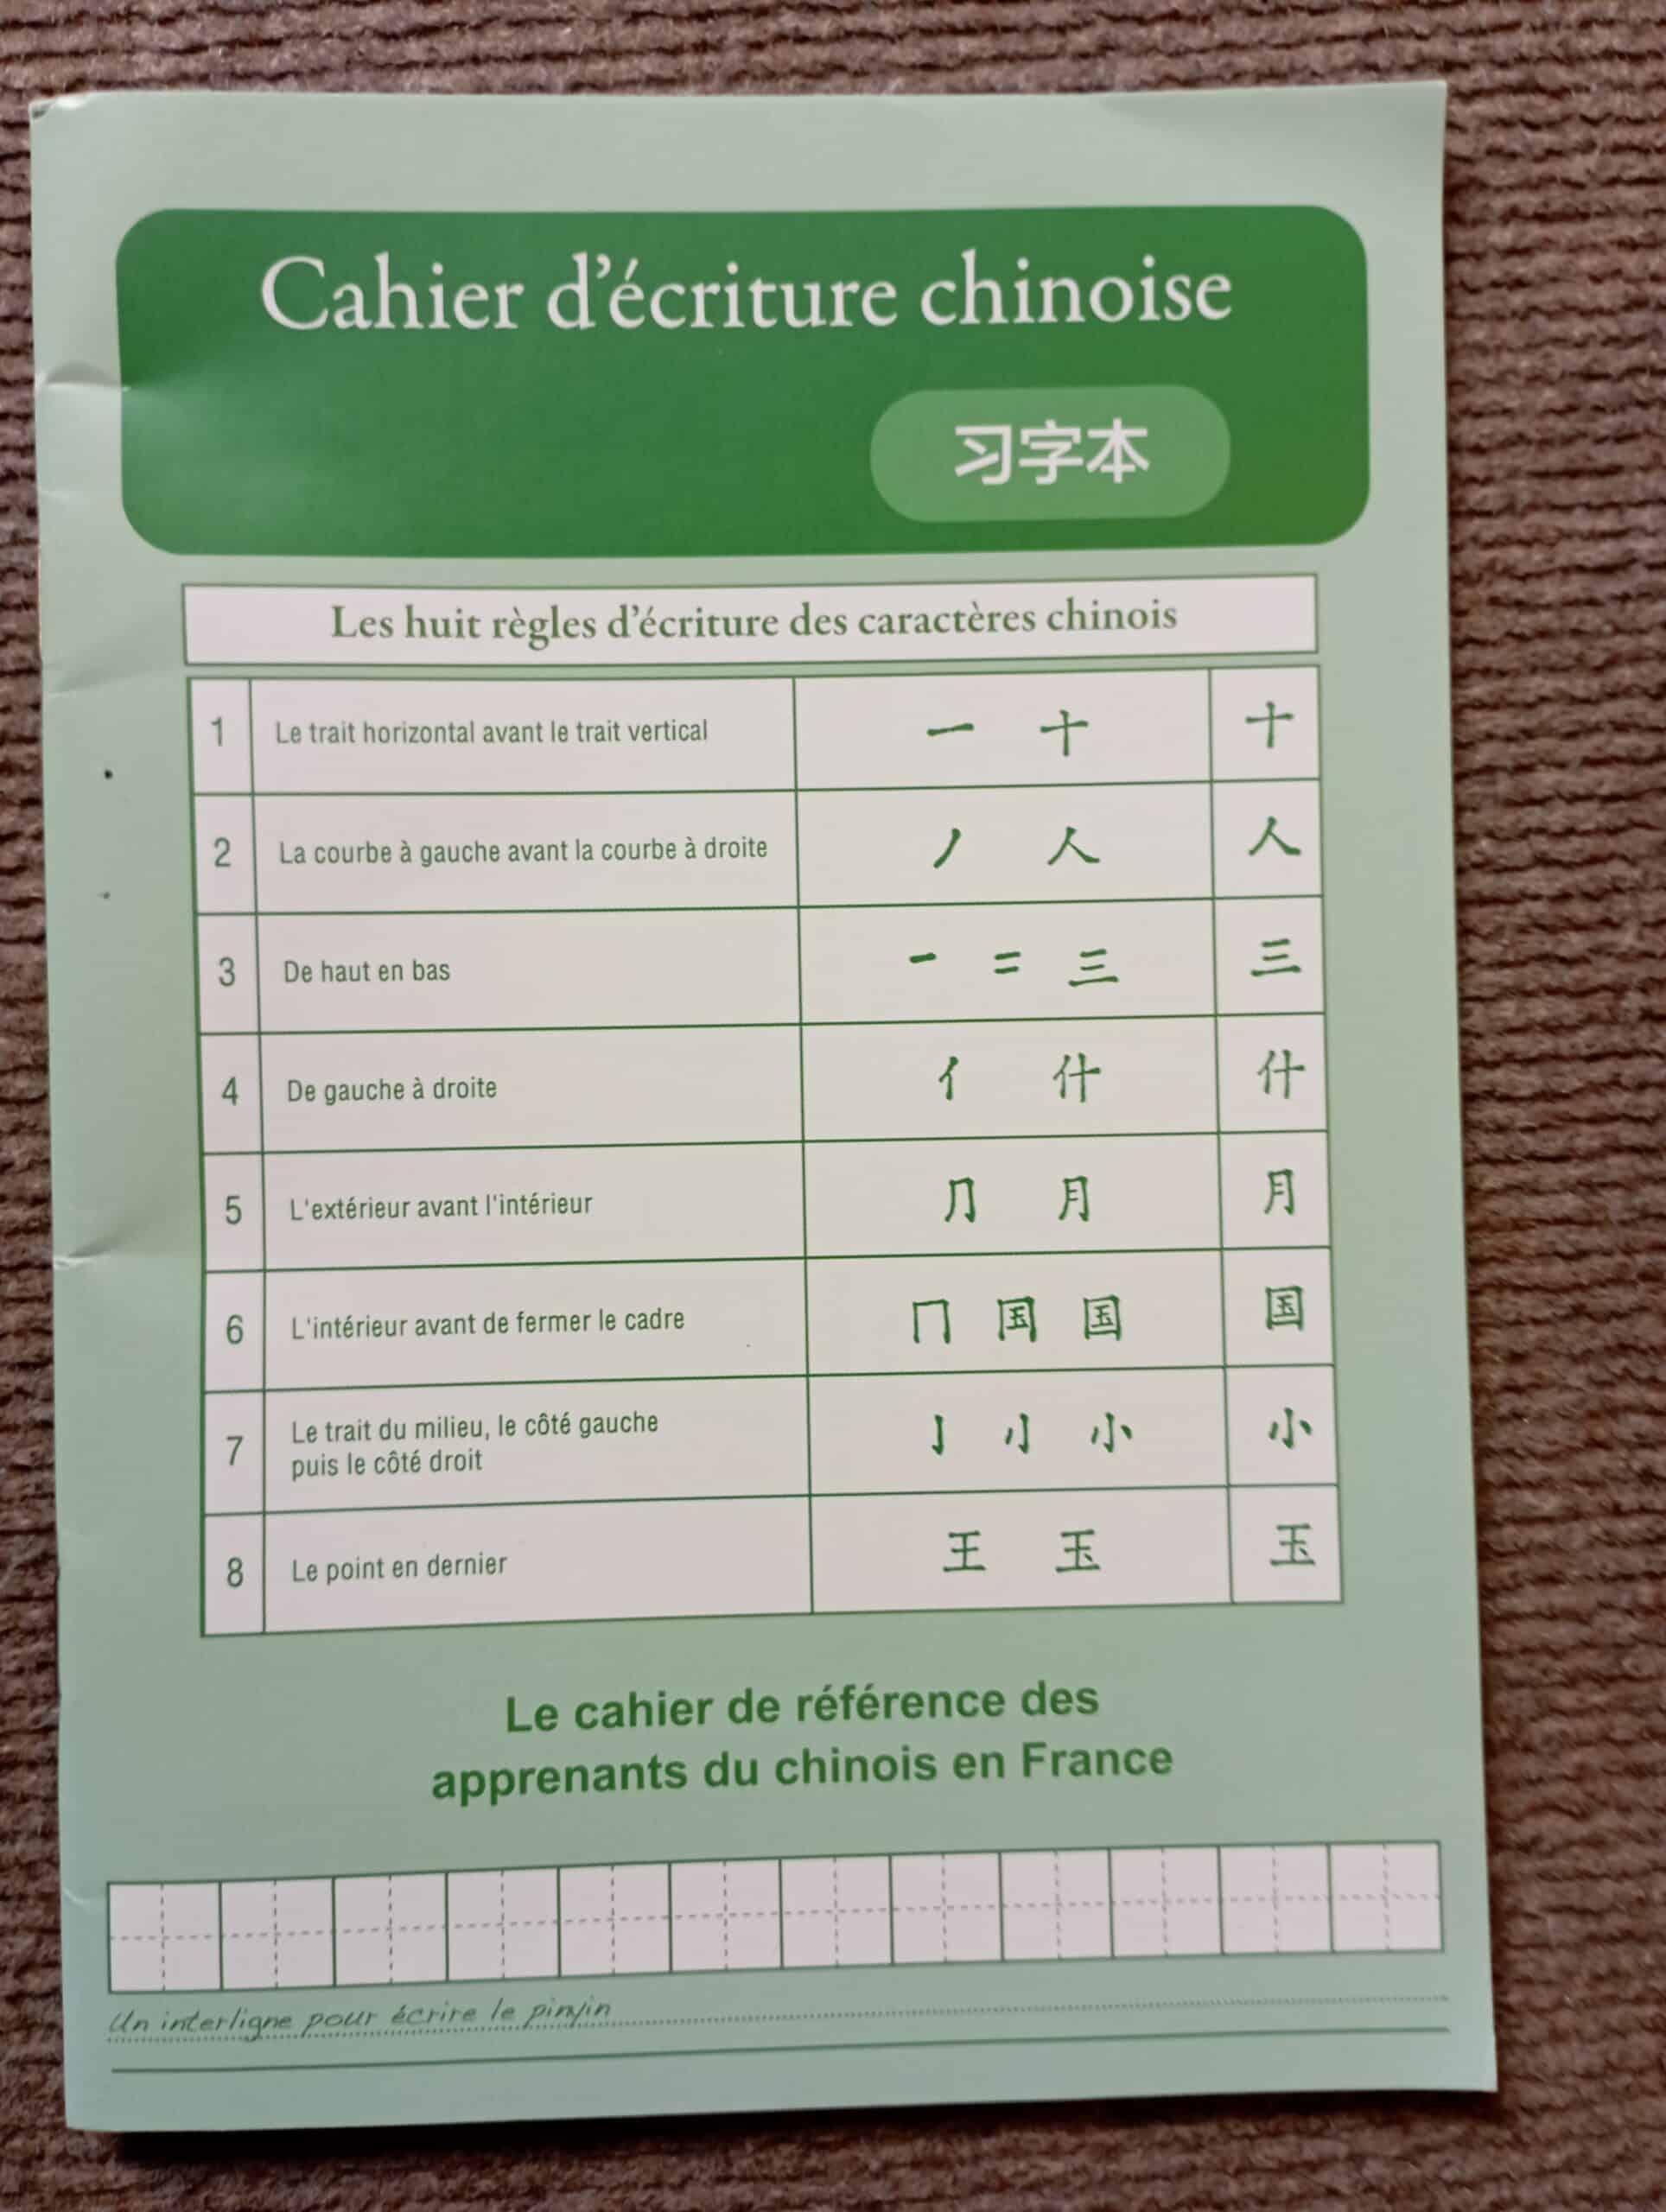 Cahier d'écriture chinoise
习字本
Les huit règles d'écriture des caractères chinois
1 Le trait horizontal avant le trait vertical 一 十 十
2 La courbe à gauche avant la courbe à droite 丿 人 人
3 De haut en bas 一 二 三 三
4 De gauche à droite 亻 什 什
5 L'extérieur avant l'intérieur ⺆ 月 月
6 L'intérieur avant de fermer le cadre 冂 国 国
7 Le trait du milieu, le côté gauche
puis le côté droit 亅 小 小
8 Le point en dernier 王 玉 玉
Le cahier de référence des
apprenants du chinois en France
Un interligne pour écrire le pinyin